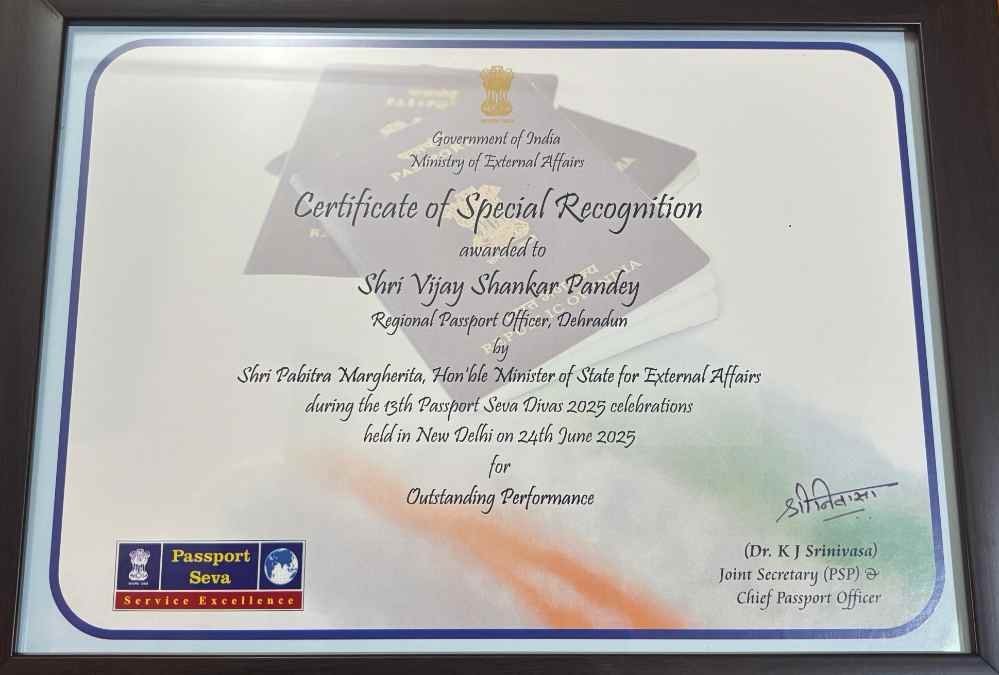 Government of India
Ministry of External Affairs
Certificate of Special Recognition
awarded to
Shri Vijay Shankar Pandey
Regional Passport Officer, Dehradun
by
Shri Pabitra Margherita, Hon'ble Minister of State for External Affairs
during the 13th Passport Seva Divas 2025 celebrations
held in New Delhi on 24th June 2025
for
Outstanding Performance
श्रीनिवासा
(Dr. K J Srinivasa)
Joint Secretary (PSP) &
Chief Passport Officer
Passport
Seva
Service Excellence
REPUBLIC OF INDIA